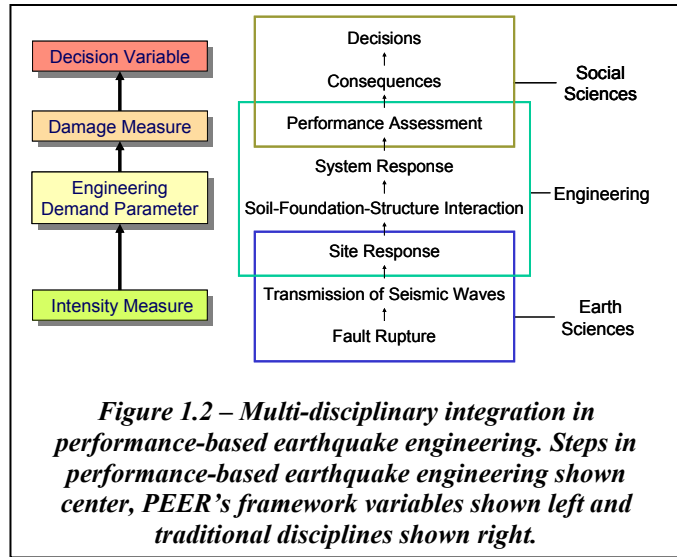 Decision Variable
Damage Measure
Engineering
Demand Parameter
Intensity Measure
Decisions
Consequences
Performance Assessment
System Response
Soil-Foundation-Structure Interaction
Site Response
Transmission of Seismic Waves
Fault Rupture
Social
Sciences
Engineering
Earth
Sciences
Figure 1.2 – Multi-disciplinary integration in
performance-based earthquake engineering. Steps in
performance-based earthquake engineering shown
center, PEER’s framework variables shown left and
traditional disciplines shown right.